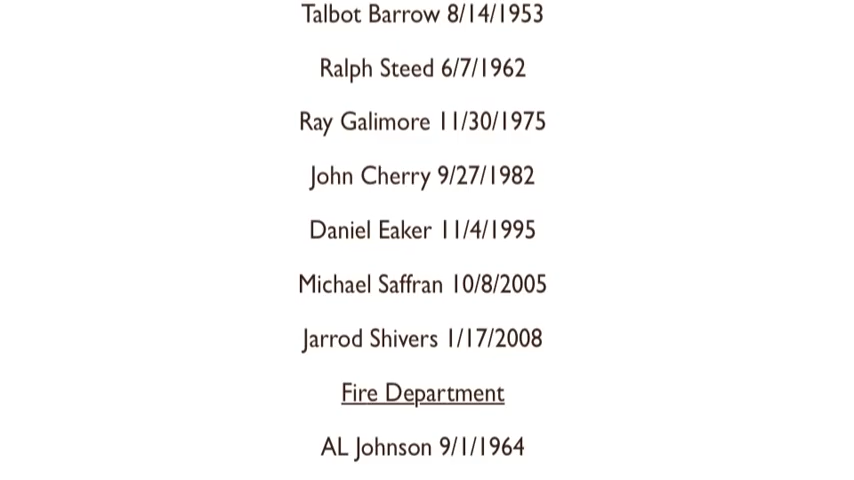 Talbot Barrow 8/14/1953
Ralph Steed 6/7/1962
Ray Galimore 11/30/1975
John Cherry 9/27/1982
Daniel Eaker 11/4/1995
Michael Saffran 10/8/2005
Jarrod Shivers 1/17/2008
Fire Department
AL Johnson 9/1/1964